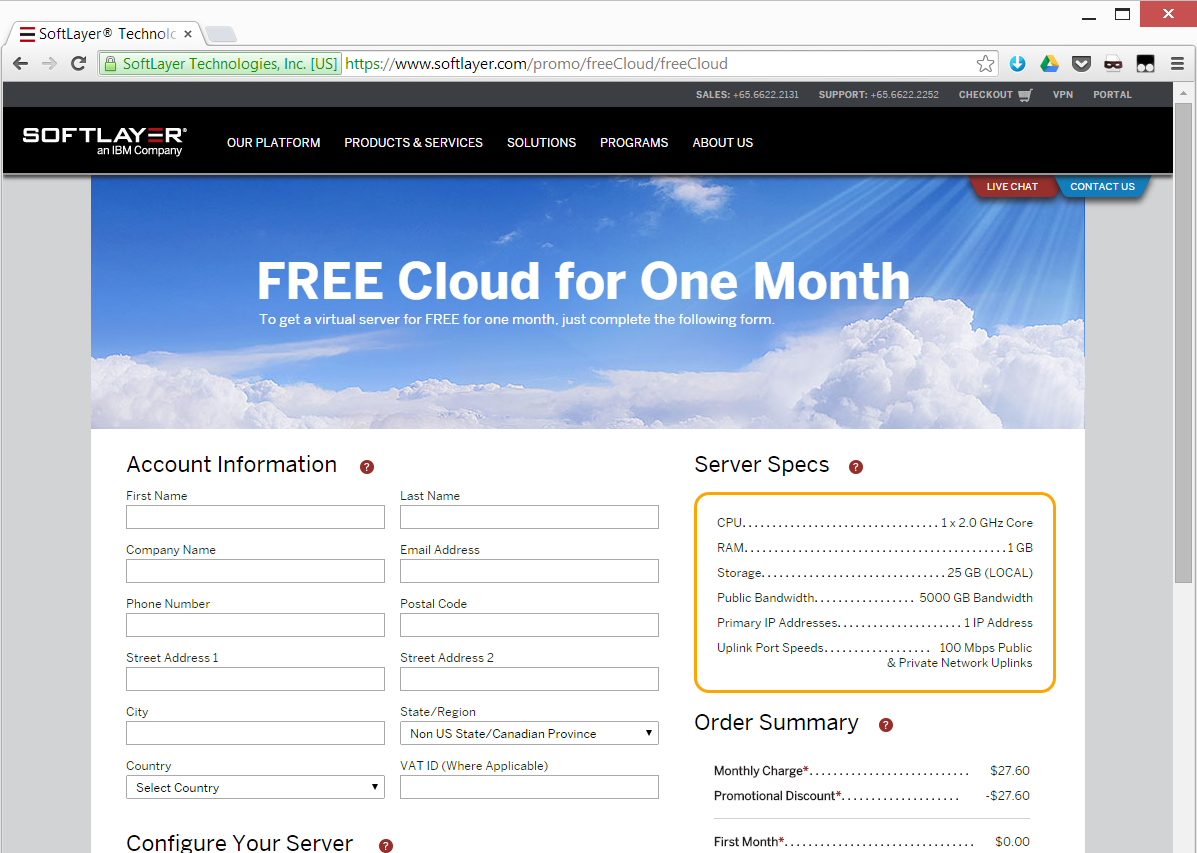 SoftLayer® Technolo
SoftLayer Technologies, Inc. [US] https://www.softlayer.com/promo/freeCloud/freeCloud
SALES: +65.6622.2131 SUPPORT: +65.6622.2252 CHECKOUT VPN PORTAL
SOFTLAYER®
an IBM Company
OUR PLATFORM PRODUCTS & SERVICES SOLUTIONS PROGRAMS ABOUT US
LIVE CHAT CONTACT US
FREE Cloud for One Month
To get a virtual server for FREE for one month, just complete the following form.
Account Information ?
First Name Last Name
Company Name Email Address
Phone Number Postal Code
Street Address 1 Street Address 2
City State/Region
Non US State/Canadian Province
Country VAT ID (Where Applicable)
Select Country
Configure Your Server ?
Server Specs ?
CPU................................1 x 2.0 GHz Core
RAM...........................................1 GB
Storage..............................25 GB (LOCAL)
Public Bandwidth................. 5000 GB Bandwidth
Primary IP Addresses.....................1 IP Address
Uplink Port Speeds.................. 100 Mbps Public
& Private Network Uplinks
Order Summary ?
Monthly Charge*.......................... $27.60
Promotional Discount*.................... -$27.60
First Month*............................... $0.00